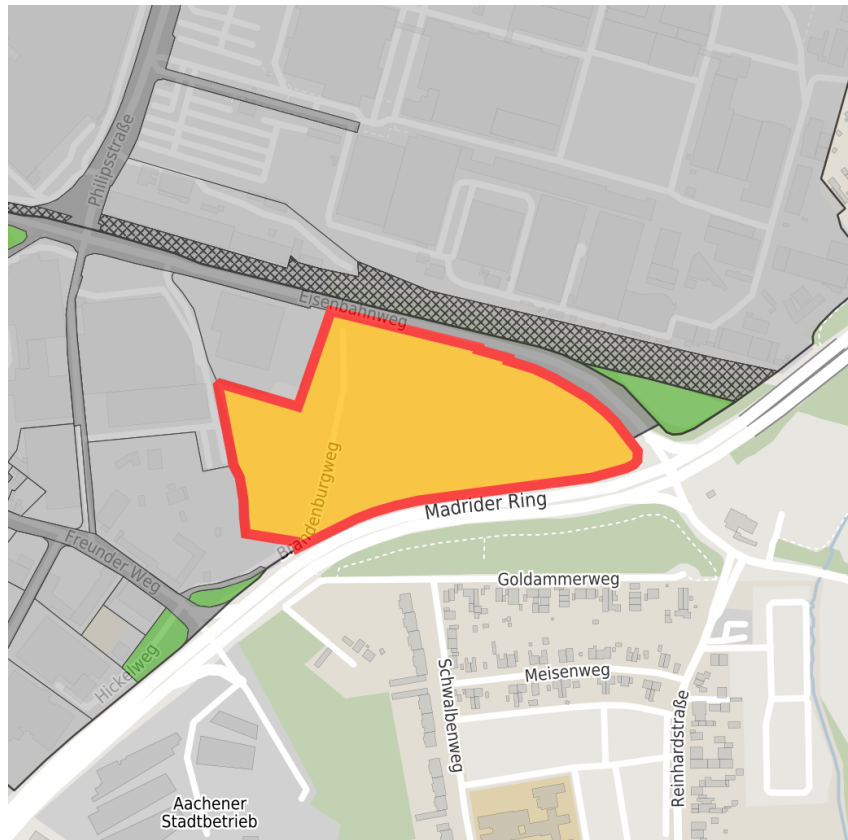 Philipsstraße
Eisenbahnweg
Brandenburgweg
Madrider Ring
Freunder Weg
Goldammerweg
Hickelweg
Schwalbenweg
Meisenweg
Reinhardstraße
Aachener
Stadtbetrieb